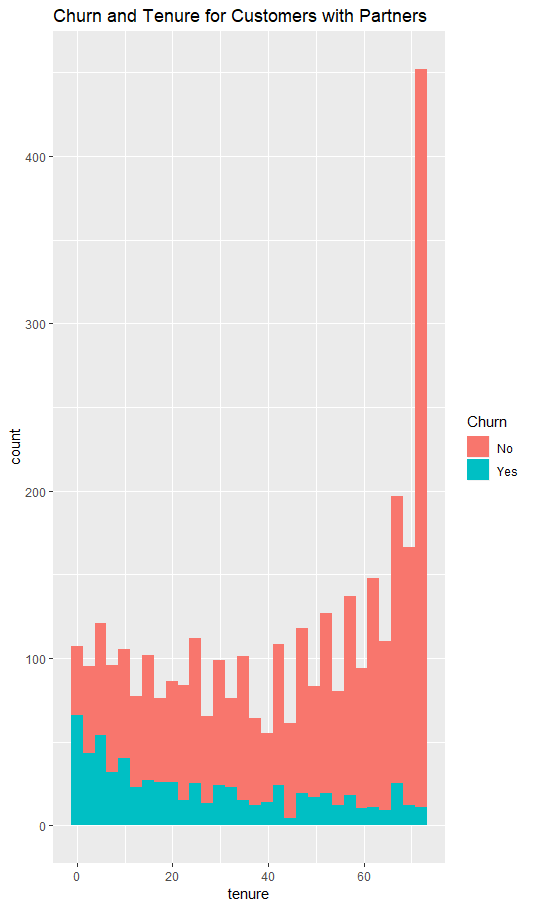 Churn and Tenure for Customers with Partners
400
300
200
100
0
count
0 20 40 60
tenure
Churn
No
Yes